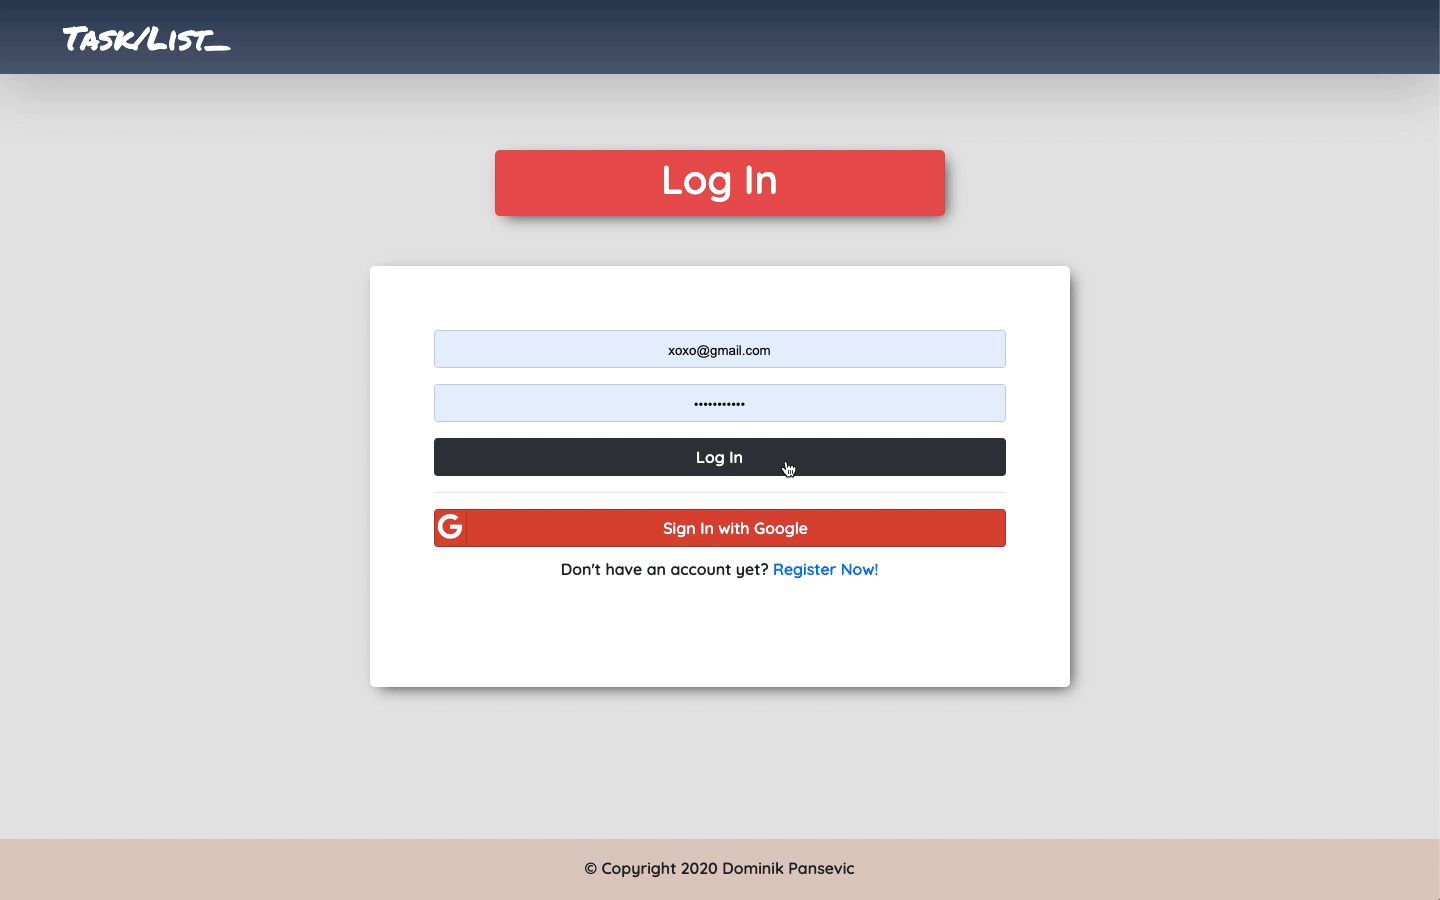 Task/List_
Log In
xoxo@gmail.com
•••••••••••
Log In
G Sign In with Google
Don't have an account yet? Register Now!
© Copyright 2020 Dominik Pansevic